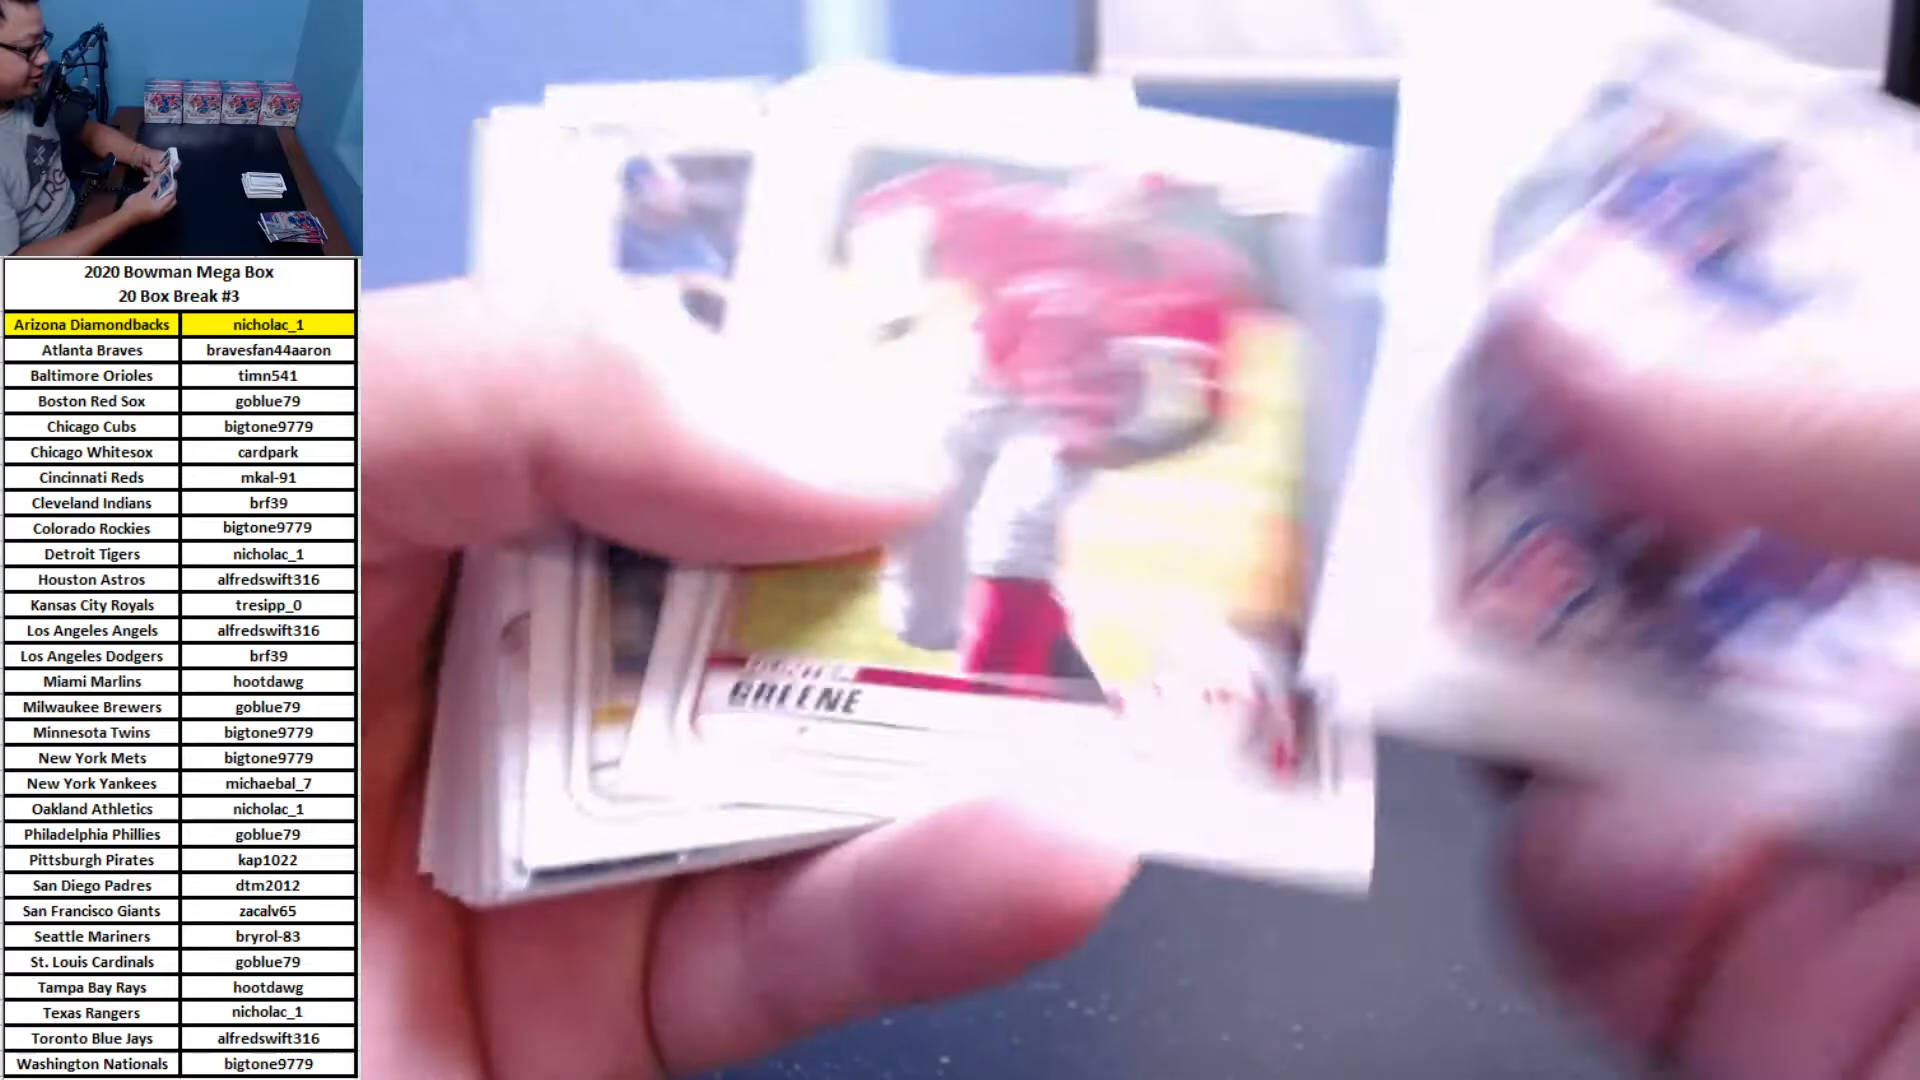 2020 Bowman Mega Box
20 Box Break #3
Arizona Diamondbacks nicholac_1
Atlanta Braves bravesfan44aaron
Baltimore Orioles timn541
Boston Red Sox goblue79
Chicago Cubs bigtone9779
Chicago Whitesox cardpark
Cincinnati Reds mkal-91
Cleveland Indians brf39
Colorado Rockies bigtone9779
Detroit Tigers nicholac_1
Houston Astros alfredswift316
Kansas City Royals tresipp_0
Los Angeles Angels alfredswift316
Los Angeles Dodgers brf39
Miami Marlins hootdawg
Milwaukee Brewers goblue79
Minnesota Twins bigtone9779
New York Mets bigtone9779
New York Yankees michaebal_7
Oakland Athletics nicholac_1
Philadelphia Phillies goblue79
Pittsburgh Pirates kap1022
San Diego Padres dtm2012
San Francisco Giants zacalv65
Seattle Mariners bryrol-83
St. Louis Cardinals goblue79
Tampa Bay Rays hootdawg
Texas Rangers nicholac_1
Toronto Blue Jays alfredswift316
Washington Nationals bigtone9779
GREENE